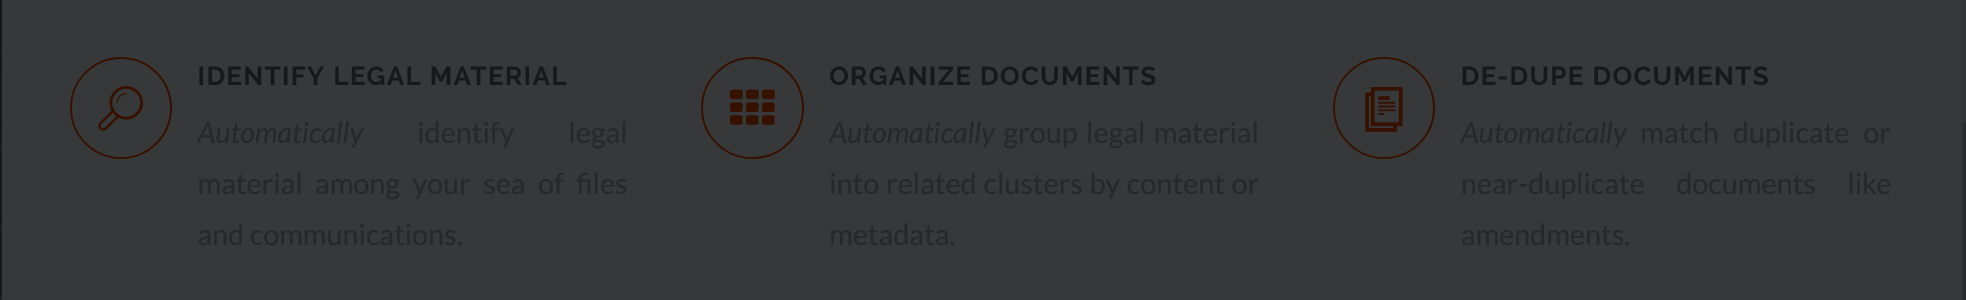 IDENTIFY LEGAL MATERIAL
Automatically identify legal
material among your sea of files
and communications.
ORGANIZE DOCUMENTS
Automatically group legal material
into related clusters by content or
metadata.
DE-DUPE DOCUMENTS
Automatically match duplicate or
near-duplicate documents like
amendments.